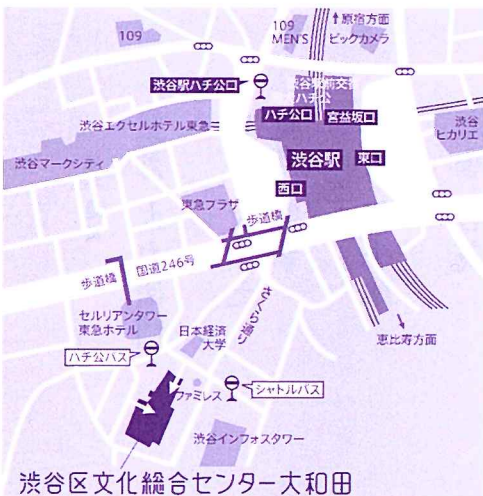 ↑原宿方面
109
109
MEN'S
ビックカメラ
渋谷駅ハチ公口
ハチ公
ハチ公口
宮益坂口
渋谷エクセルホテル東急
渋谷
ヒカリエ
渋谷マークシティ
渋谷駅
東口
西口
東急プラザ
歩道橋
歩道橋
国道246号
セルリアンタワー
東急ホテル
さくら通り
日本経済
大学
恵比寿方面
ハチ公バス
シャトルバス
ファミレス
渋谷インフォスタワー
渋谷区文化総合センター大和田